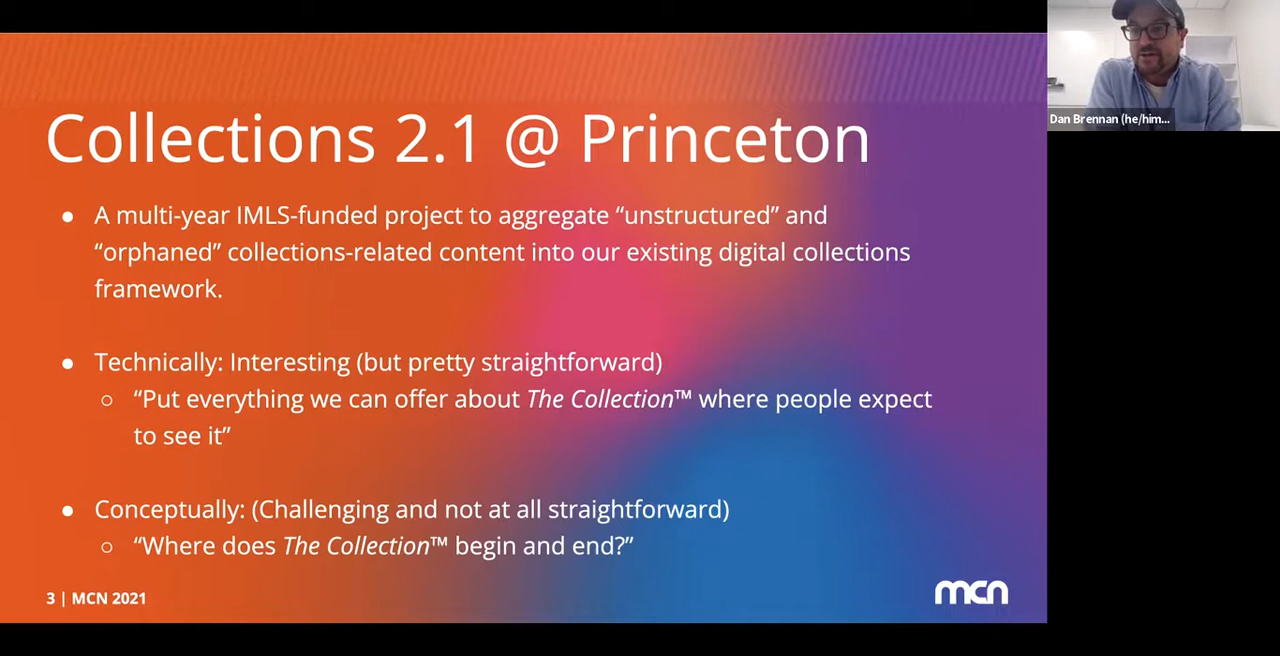 Collections 2.1 @ Princeton
● A multi-year IMLS-funded project to aggregate “unstructured” and
“orphaned” collections-related content into our existing digital collections
framework.
● Technically: Interesting (but pretty straightforward)
○ “Put everything we can offer about The Collection™ where people expect
to see it”
● Conceptually: (Challenging and not at all straightforward)
○ “Where does The Collection™ begin and end?”
3 | MCN 2021
mcn
Dan Brennan (he/him...